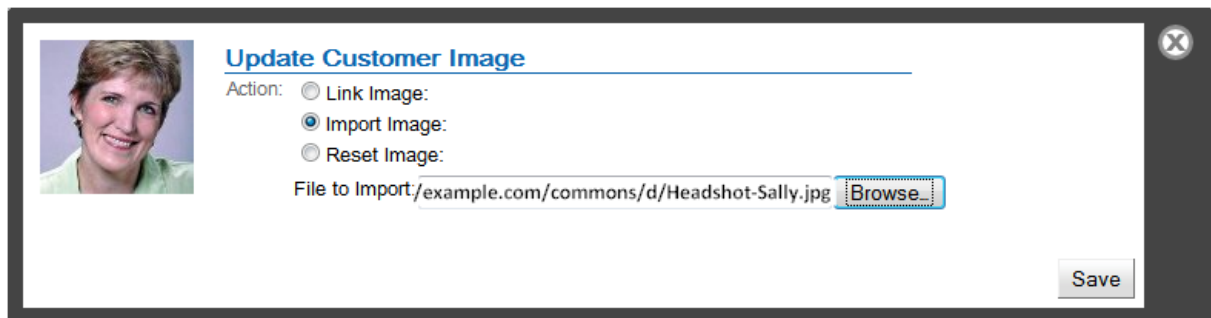 Update Customer Image
Action: Link Image:
Import Image:
Reset Image:
File to Import: /example.com/commons/d/Headshot-Sally.jpg Browse...
Save
X